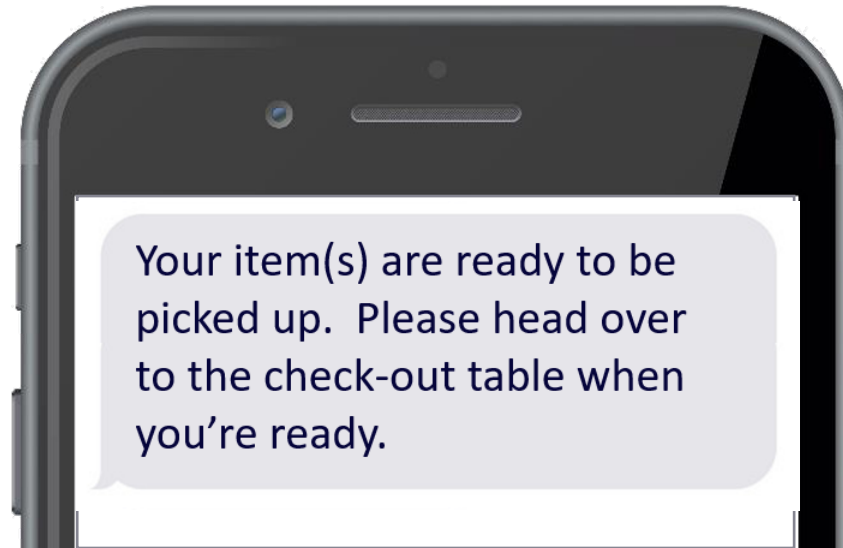 Your item(s) are ready to be
picked up.  Please head over
to the check-out table when
you’re ready.